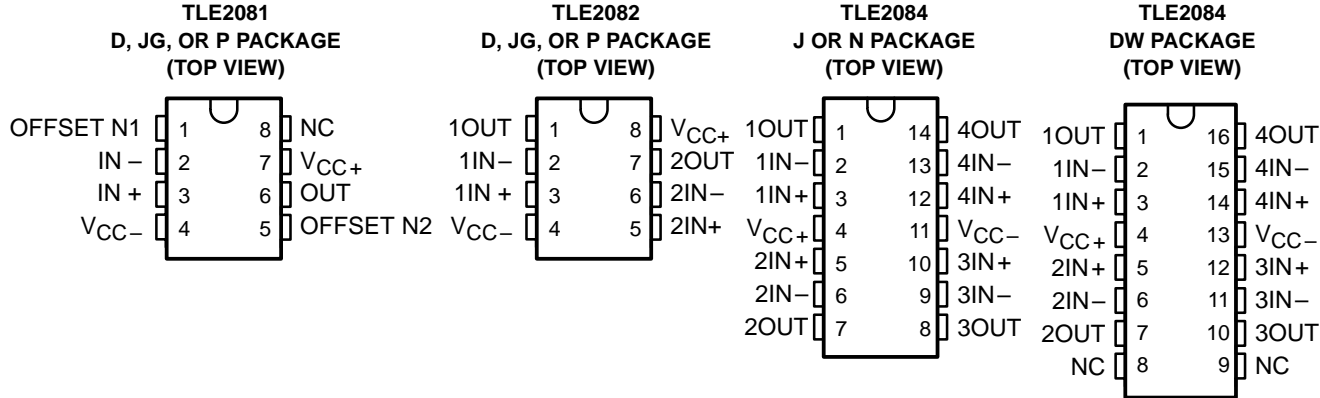 TLE2081
D, JG, OR P PACKAGE
(TOP VIEW)
OFFSET N1 1 8 NC
IN – 2 7 VCC+
IN + 3 6 OUT
VCC– 4 5 OFFSET N2
TLE2082
D, JG, OR P PACKAGE
(TOP VIEW)
1OUT 1 8 VCC+
1IN– 2 7 2OUT
1IN + 3 6 2IN–
VCC– 4 5 2IN+
TLE2084
J OR N PACKAGE
(TOP VIEW)
1OUT 1 14 4OUT
1IN– 2 13 4IN–
1IN+ 3 12 4IN+
VCC+ 4 11 VCC–
2IN+ 5 10 3IN+
2IN– 6 9 3IN–
2OUT 7 8 3OUT
TLE2084
DW PACKAGE
(TOP VIEW)
1OUT 1 16 4OUT
1IN– 2 15 4IN–
1IN+ 3 14 4IN+
VCC+ 4 13 VCC–
2IN+ 5 12 3IN+
2IN– 6 11 3IN–
2OUT 7 10 3OUT
NC 8 9 NC